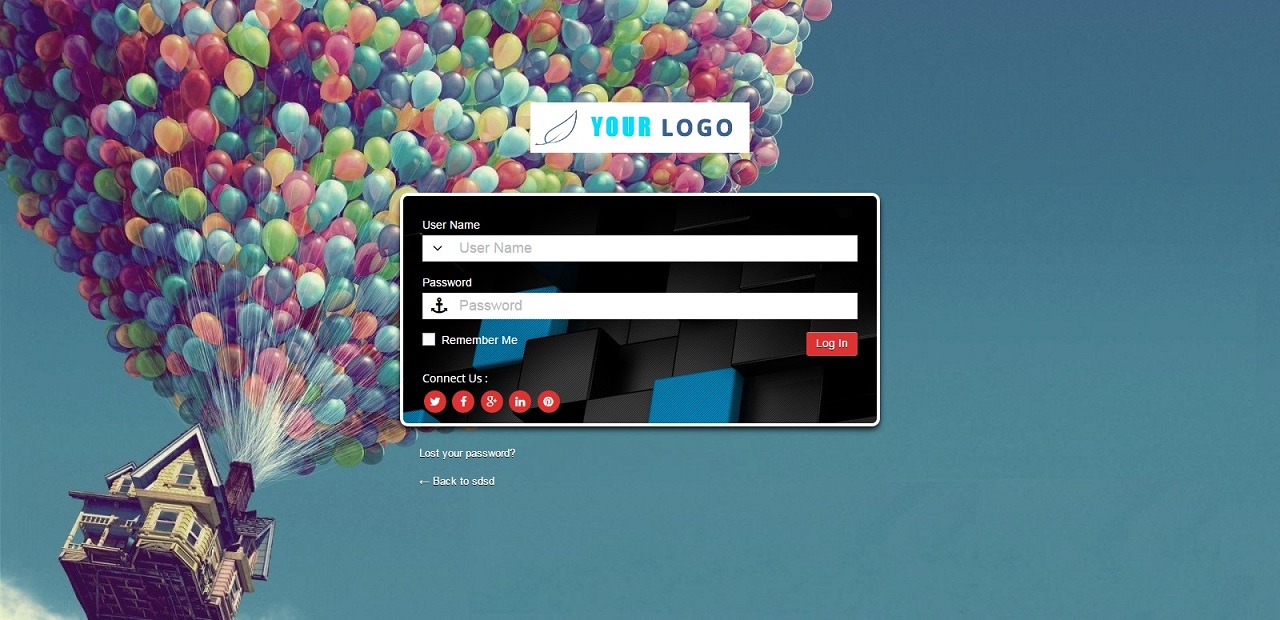 YOUR LOGO
User Name
User Name
Password
Password
Remember Me
Log In
Connect Us :
Lost your password?
← Back to sdsd